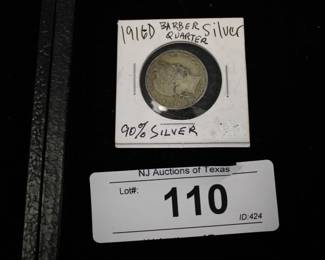 1916D BARBER Silver
QUARTER
90% SILVER
NJ Auctions of Texas
Lot#:
110
ID:424